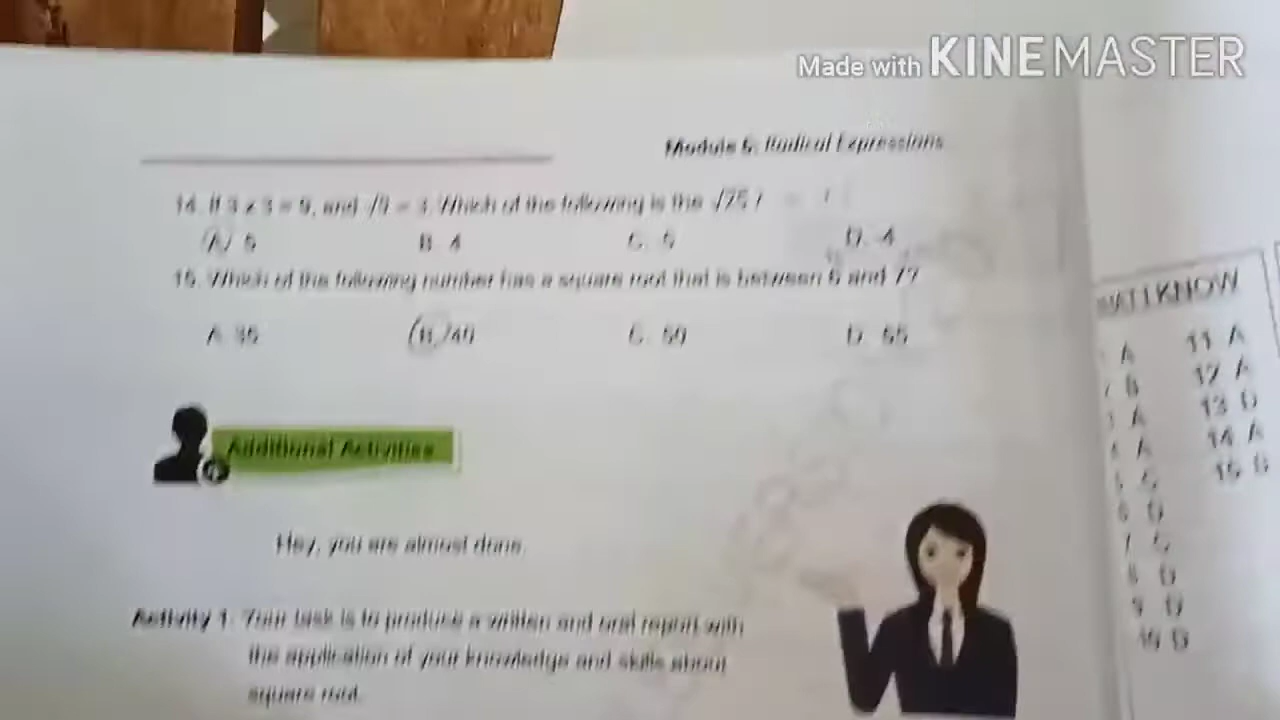 Made with KINEMASTER
Module 6: Radical Expressions
14. If 3 x 3 = 9, and √9 = 3. Which of the following is the √25?
A. 5 B. 4 C. 5 D. -4
15. Which of the following number has a square root that is between 6 and 7?
A. 35 B. 40 C. 50 D. 55
Additional Activities
Hey, you are almost done.
Activity 1. Your task is to produce a written and oral report with
the application of your knowledge and skills about
square root.
I KNOW
A 11 A
B 12 A
A 13 D
A 14 A
C 15 B
D
C
D
D
D